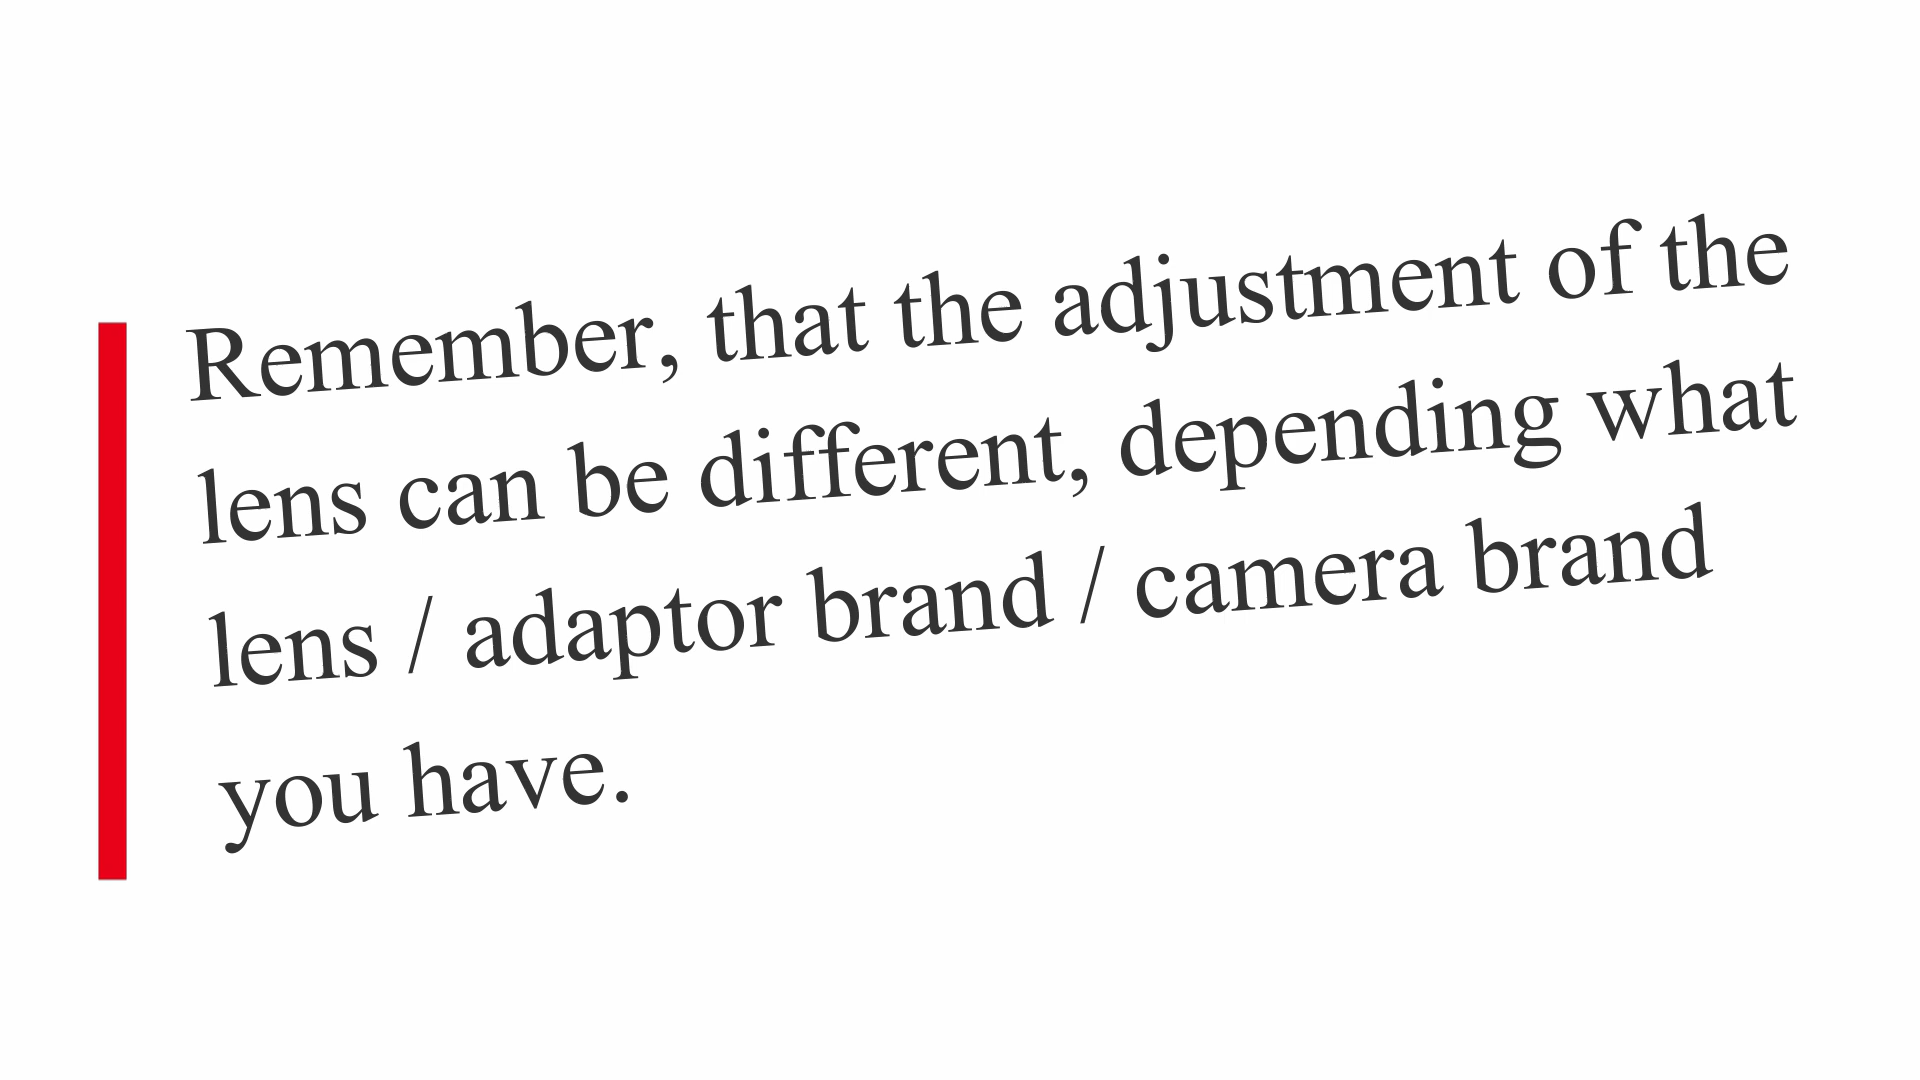 Remember, that the adjustment of the
lens can be different, depending what
lens / adaptor brand / camera brand
you have.